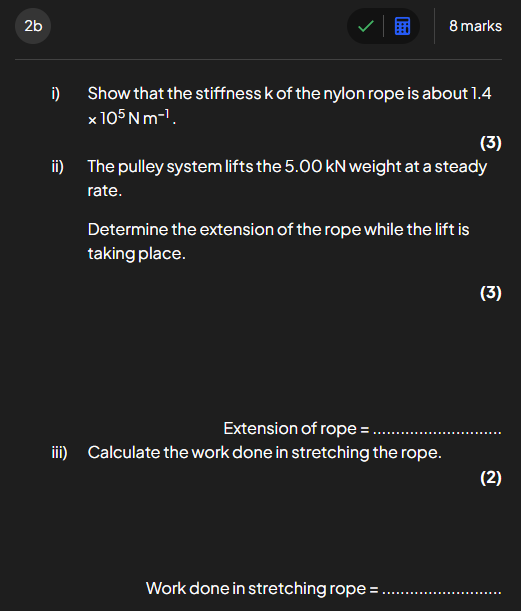 2b
8 marks
i) Show that the stiffness k of the nylon rope is about 1.4
× 10⁵ N m⁻¹ .
(3)
ii) The pulley system lifts the 5.00 kN weight at a steady
rate.
Determine the extension of the rope while the lift is
taking place.
(3)
Extension of rope = ............................
iii) Calculate the work done in stretching the rope.
(2)
Work done in stretching rope = ..........................